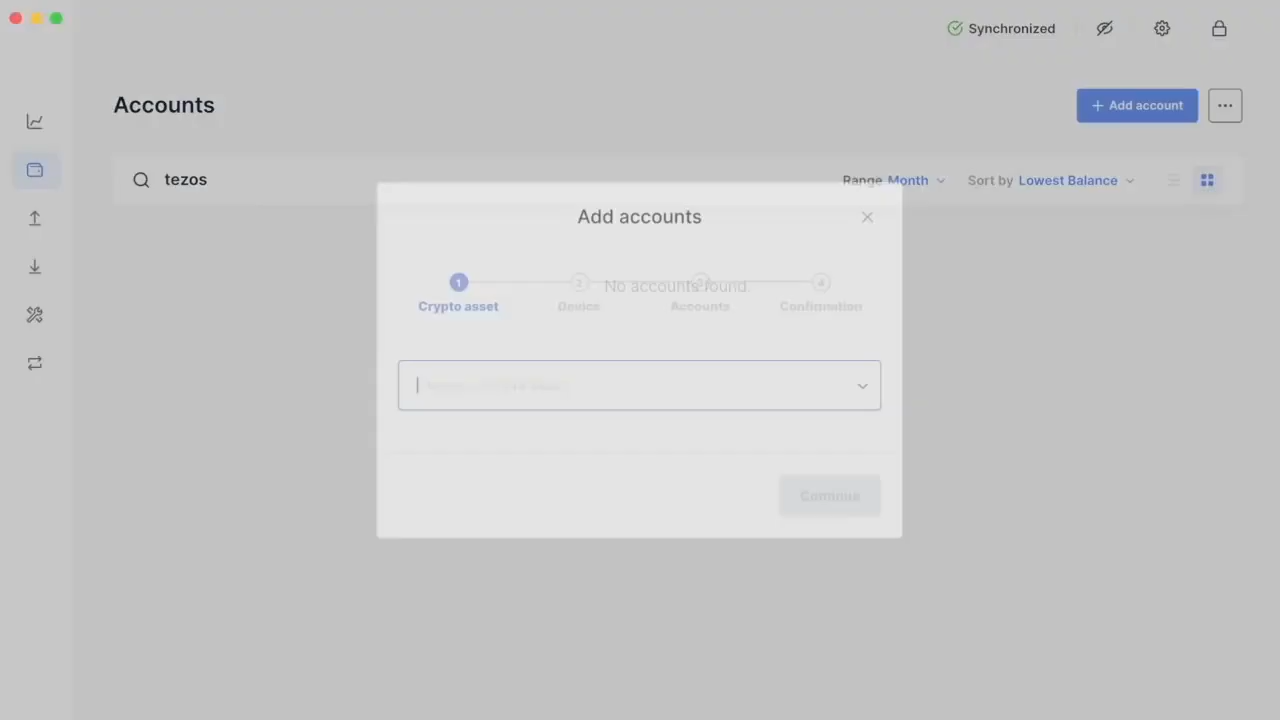 Synchronized
Accounts
+ Add account
tezos
Range Month
Sort by Lowest Balance
Add accounts
No accounts found.
1
2
4
Crypto asset
Device
Accounts
Confirmation
Continue